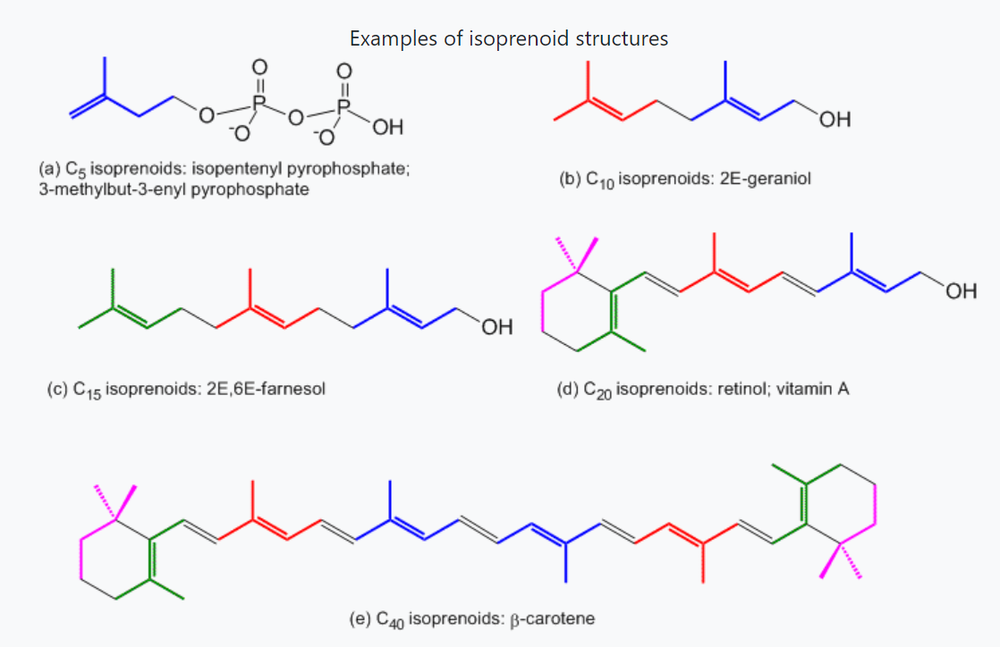 Examples of isoprenoid structures
O O
P P
O O OH
-O -O
(a) C5 isoprenoids: isopentenyl pyrophosphate;
3-methylbut-3-enyl pyrophosphate
OH
(b) C10 isoprenoids: 2E-geraniol
OH
(c) C15 isoprenoids: 2E,6E-farnesol
OH
(d) C20 isoprenoids: retinol; vitamin A
(e) C40 isoprenoids: β-carotene